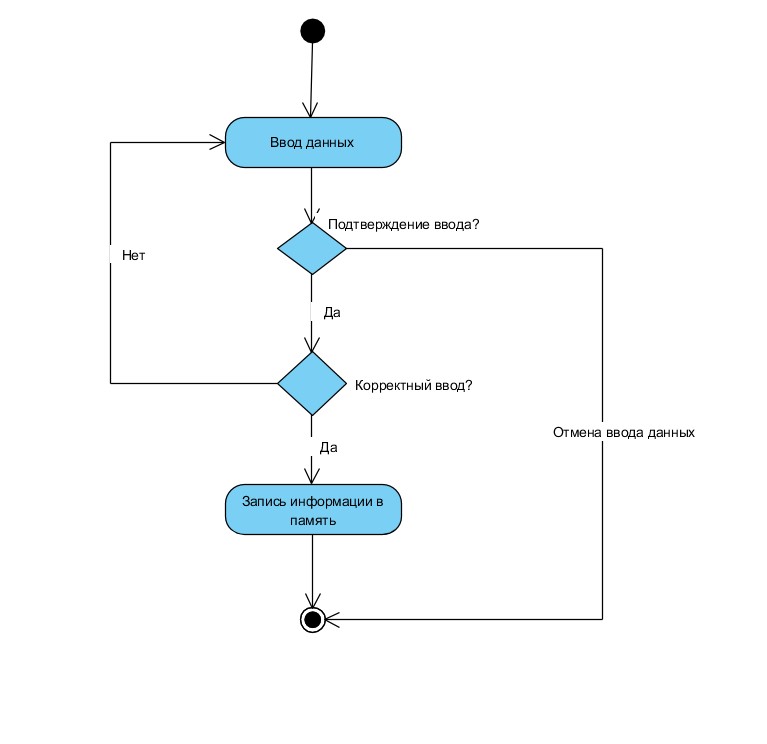 Ввод данных
Подтверждение ввода?
Нет
Да
Корректный ввод?
Отмена ввода данных
Да
Запись информации в
память